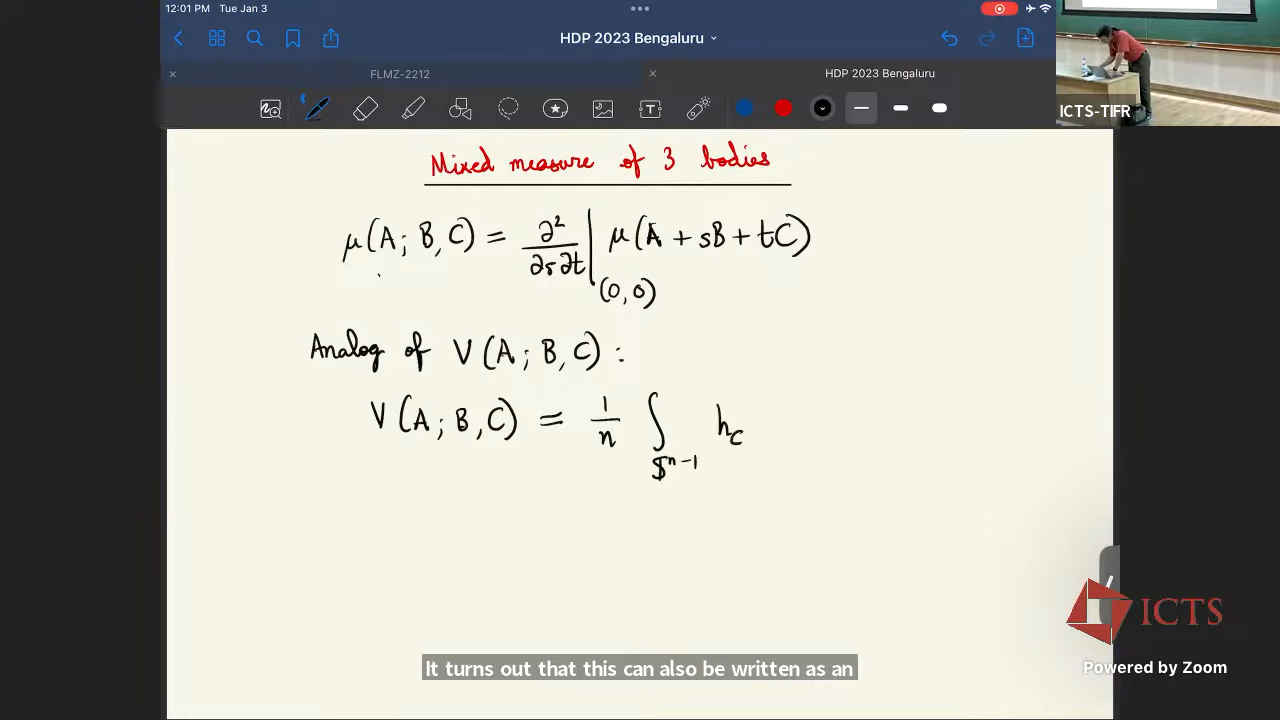 12:01 PM Tue Jan 3
HDP 2023 Bengaluru
FLMZ-2212
HDP 2023 Bengaluru
ICTS-TIFR
Mixed measure of 3 bodies
μ(A; B, C) = ∂²/∂s∂t |(0,0) μ(A + sB + tC)
Analog of V(A; B, C) :
V(A; B, C) = 1/n ∫_{S^{n-1}} h_C
ICTS
It turns out that this can also be written as an
Powered by Zoom